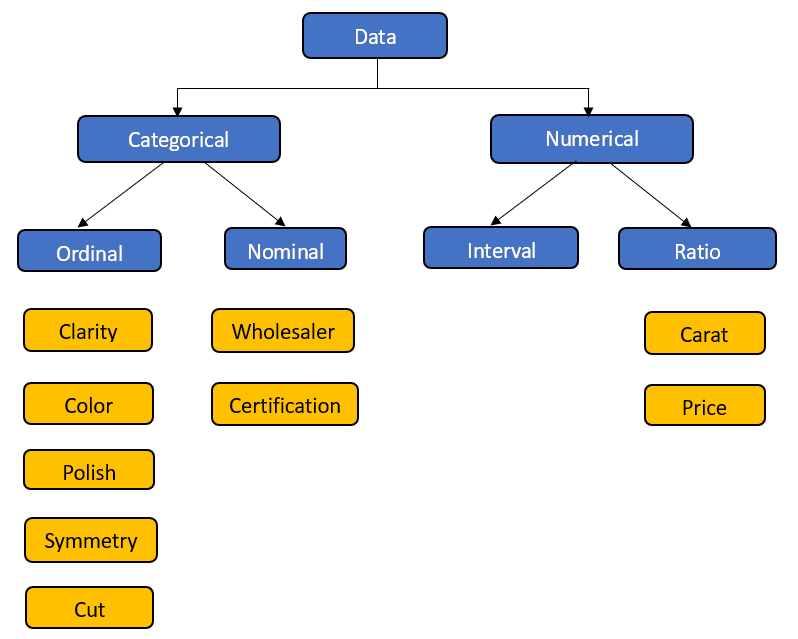 Data
Categorical
Numerical
Ordinal
Nominal
Interval
Ratio
Clarity
Wholesaler
Carat
Color
Certification
Price
Polish
Symmetry
Cut